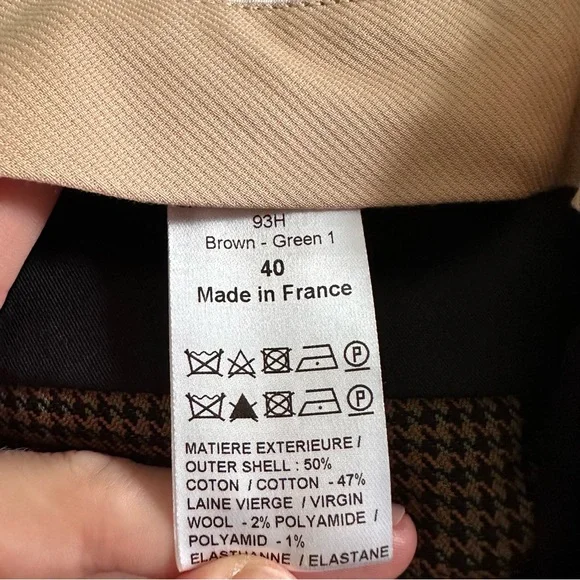 93H
Brown - Green 1
40
Made in France
P
P
MATIERE EXTERIEURE /
OUTER SHELL : 50%
COTON / COTTON - 47%
LAINE VIERGE / VIRGIN
WOOL - 2% POLYAMIDE /
POLYAMID - 1%
ELASTHANNE / ELASTANE